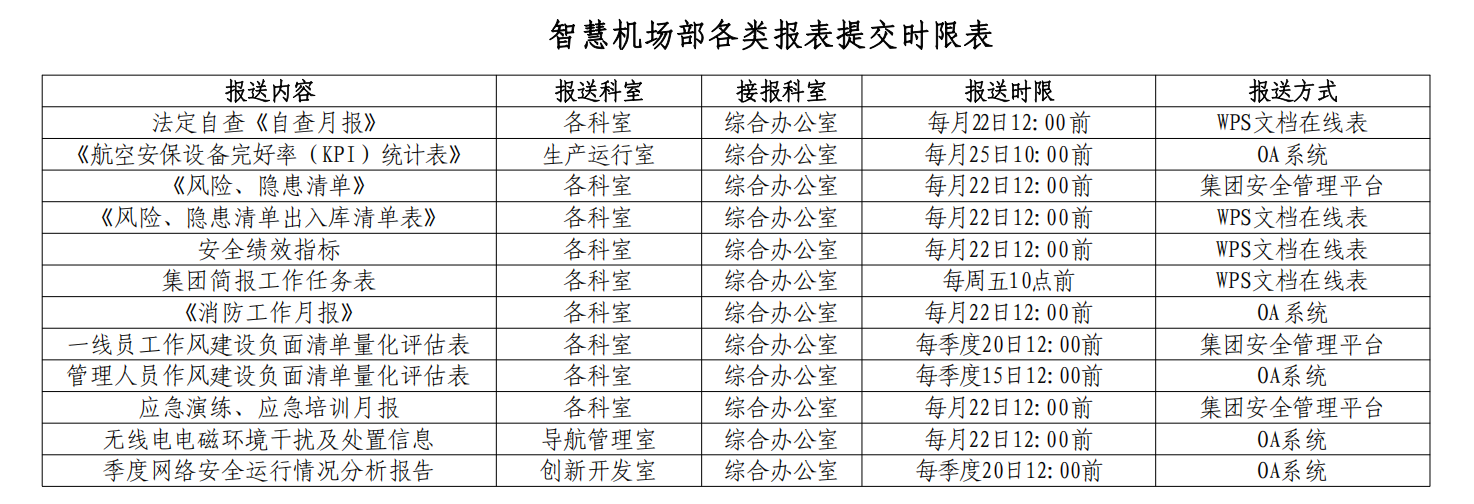 智慧机场部各类报表提交时限表
报送内容 报送科室 接报科室 报送时限 报送方式
法定自查《自查月报》 各科室 综合办公室 每月22日12:00前 WPS文档在线表
《航空安保设备完好率（KPI）统计表》 生产运行室 综合办公室 每月25日10:00前 OA系统
《风险、隐患清单》 各科室 综合办公室 每月22日12:00前 集团安全管理平台
《风险、隐患清单出入库清单表》 各科室 综合办公室 每月22日12:00前 WPS文档在线表
安全绩效指标 各科室 综合办公室 每月22日12:00前 WPS文档在线表
集团简报工作任务表 各科室 综合办公室 每周五10点前 WPS文档在线表
《消防工作月报》 各科室 综合办公室 每月22日12:00前 OA系统
一线员工作风建设负面清单量化评估表 各科室 综合办公室 每季度20日12:00前 集团安全管理平台
管理人员作风建设负面清单量化评估表 各科室 综合办公室 每季度15日12:00前 OA系统
应急演练、应急培训月报 各科室 综合办公室 每月22日12:00前 集团安全管理平台
无线电电磁环境干扰及处置信息 导航管理室 综合办公室 每月22日12:00前 OA系统
季度网络安全运行情况分析报告 创新开发室 综合办公室 每季度20日12:00前 OA系统